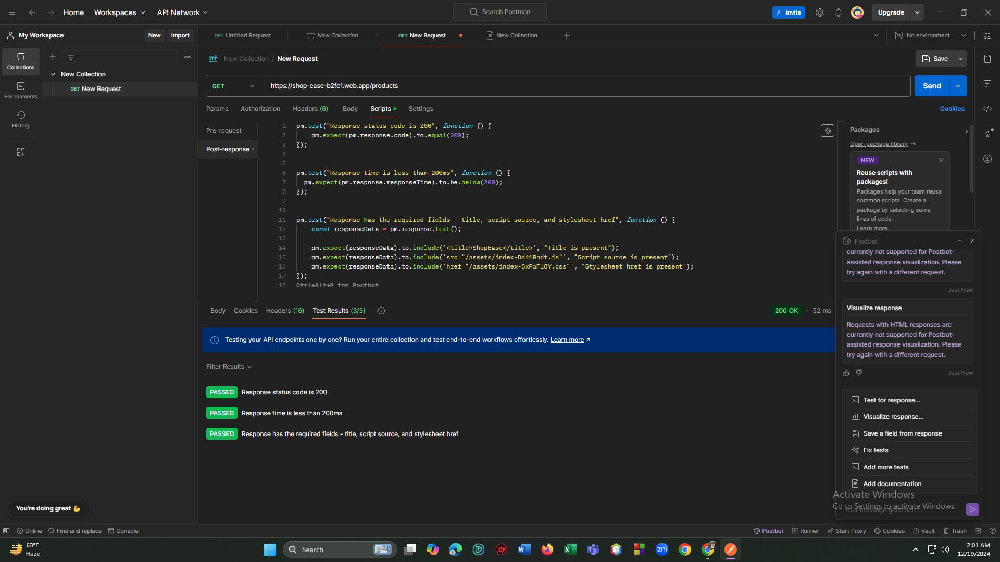 Home Workspaces API Network Search Postman Invite Upgrade
My Workspace New Import GET Untitled Request New Collection GET New Request New Collection No environment
Collections
Environments
History
New Collection
GET New Request
HTTP New Collection / New Request Save
GET https://shop-ease-b2fc1.web.app/products Send
Params Authorization Headers (6) Body Scripts Settings Cookies
Pre-request
Post-response
1 pm.test("Response status code is 200", function () {
2 pm.expect(pm.response.code).to.equal(200);
3 });
4
5
6 pm.test("Response time is less than 200ms", function () {
7 pm.expect(pm.response.responseTime).to.be.below(200);
8 });
9
10
11 pm.test("Response has the required fields - title, script source, and stylesheet href", function () {
12 const responseData = pm.response.text();
13
14 pm.expect(responseData).to.include('<title>ShopEase</title>', "Title is present");
15 pm.expect(responseData).to.include('src="/assets/index-Dd41Rndt.js"', "Script source is present");
16 pm.expect(responseData).to.include('href="/assets/index-BxPaFl8Y.css"', "Stylesheet href is present");
17 });
18 Ctrl+Alt+P for Postbot
Packages
Open package library →
NEW
Reuse scripts with
packages!
Packages help your team reuse
common scripts. Create a
package by selecting some
lines of code.
Learn more.
Body Cookies Headers (16) Test Results (3/3) 200 OK • 52 ms
Testing your API endpoints one by one? Run your entire collection and test end-to-end workflows effortlessly. Learn more ↗
Filter Results
PASSED Response status code is 200
PASSED Response time is less than 200ms
PASSED Response has the required fields - title, script source, and stylesheet href
Postbot
currently not supported for Postbot-
assisted response visualization. Please
try again with a different request.
Just Now
Visualize response
Requests with HTML responses are
currently not supported for Postbot-
assisted response visualization. Please
try again with a different request.
Just Now
Test for response...
Visualize response...
Save a field from response
Fix tests
Add more tests
Add documentation
Activate Windows
Go to Settings to activate Windows.
Your message goes here...
You're doing great 💪
Online Find and replace Console Postbot Runner Start Proxy Cookies Vault Trash
63°F
Haze
Search
zm
2:01 AM
12/19/2024